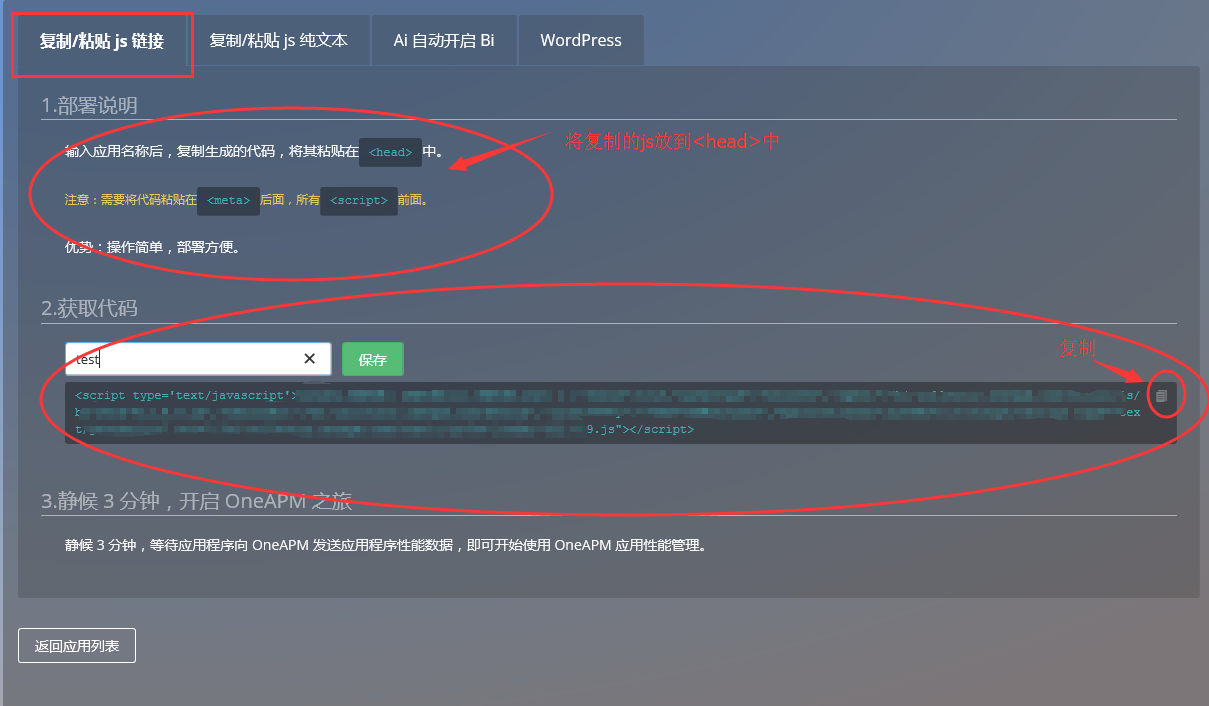 复制/粘贴 js 链接
复制/粘贴 js 纯文本
Ai 自动开启 Bi
WordPress
1.部署说明
将复制的js放到<head>中
输入应用名称后，复制生成的代码，将其粘贴在 <head> 中。
注意：需要将代码粘贴在 <meta> 后面，所有 <script> 前面。
优势：操作简单，部署方便。
2.获取代码
复制
test
保存
<script type='text/javascript'>
9.js"></script>
3.静候 3 分钟，开启 OneAPM 之旅
静候 3 分钟，等待应用程序向 OneAPM 发送应用程序性能数据，即可开始使用 OneAPM 应用性能管理。
返回应用列表